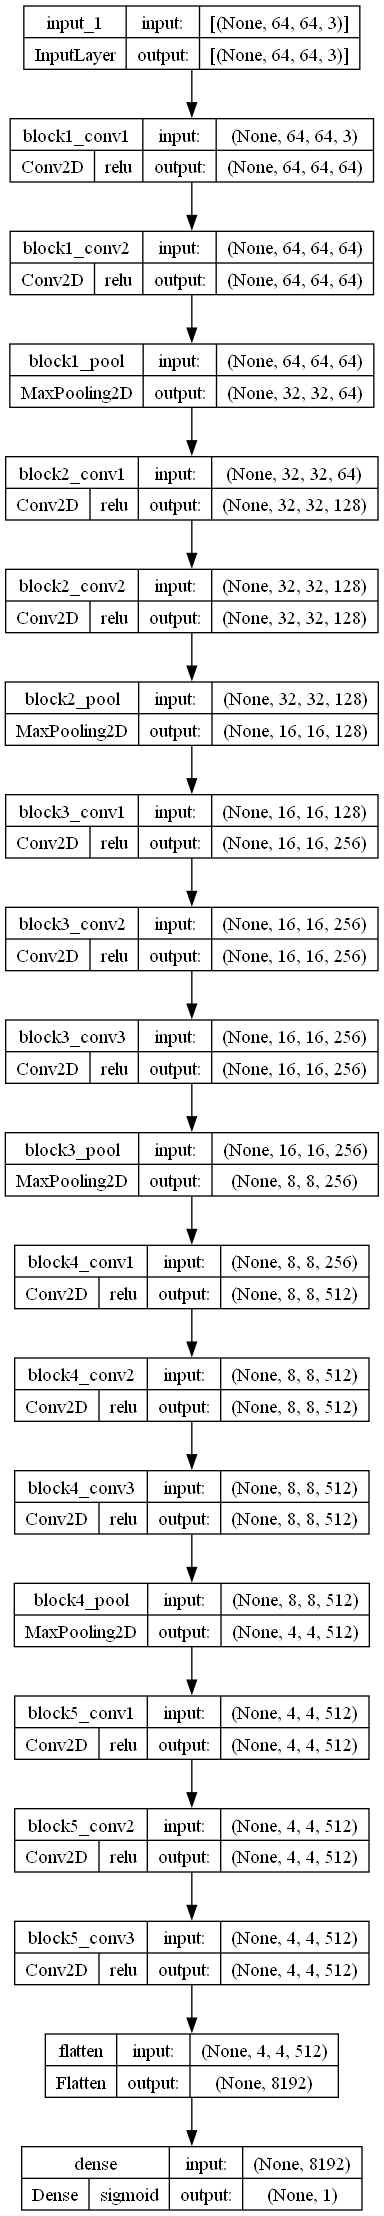 input_1 input: [(None, 64, 64, 3)]
InputLayer output: [(None, 64, 64, 3)]
block1_conv1 input: (None, 64, 64, 3)
Conv2D relu output: (None, 64, 64, 64)
block1_conv2 input: (None, 64, 64, 64)
Conv2D relu output: (None, 64, 64, 64)
block1_pool input: (None, 64, 64, 64)
MaxPooling2D output: (None, 32, 32, 64)
block2_conv1 input: (None, 32, 32, 64)
Conv2D relu output: (None, 32, 32, 128)
block2_conv2 input: (None, 32, 32, 128)
Conv2D relu output: (None, 32, 32, 128)
block2_pool input: (None, 32, 32, 128)
MaxPooling2D output: (None, 16, 16, 128)
block3_conv1 input: (None, 16, 16, 128)
Conv2D relu output: (None, 16, 16, 256)
block3_conv2 input: (None, 16, 16, 256)
Conv2D relu output: (None, 16, 16, 256)
block3_conv3 input: (None, 16, 16, 256)
Conv2D relu output: (None, 16, 16, 256)
block3_pool input: (None, 16, 16, 256)
MaxPooling2D output: (None, 8, 8, 256)
block4_conv1 input: (None, 8, 8, 256)
Conv2D relu output: (None, 8, 8, 512)
block4_conv2 input: (None, 8, 8, 512)
Conv2D relu output: (None, 8, 8, 512)
block4_conv3 input: (None, 8, 8, 512)
Conv2D relu output: (None, 8, 8, 512)
block4_pool input: (None, 8, 8, 512)
MaxPooling2D output: (None, 4, 4, 512)
block5_conv1 input: (None, 4, 4, 512)
Conv2D relu output: (None, 4, 4, 512)
block5_conv2 input: (None, 4, 4, 512)
Conv2D relu output: (None, 4, 4, 512)
block5_conv3 input: (None, 4, 4, 512)
Conv2D relu output: (None, 4, 4, 512)
flatten input: (None, 4, 4, 512)
Flatten output: (None, 8192)
dense input: (None, 8192)
Dense sigmoid output: (None, 1)